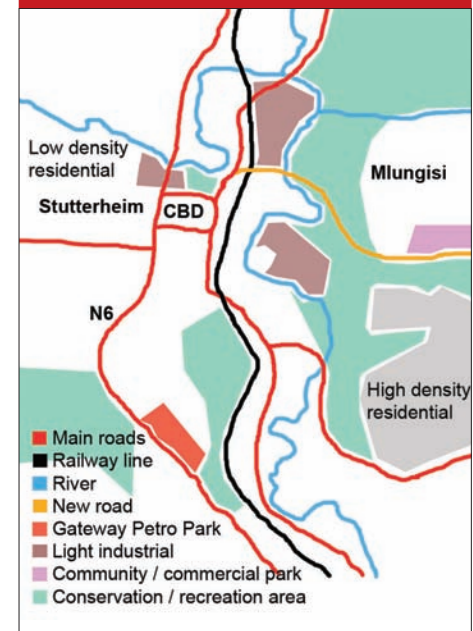 Low density
residential
Mlungisi
Stutterheim
CBD
N6
High density
residential
Main roads
Railway line
River
New road
Gateway Petro Park
Light industrial
Community / commercial park
Conservation / recreation area